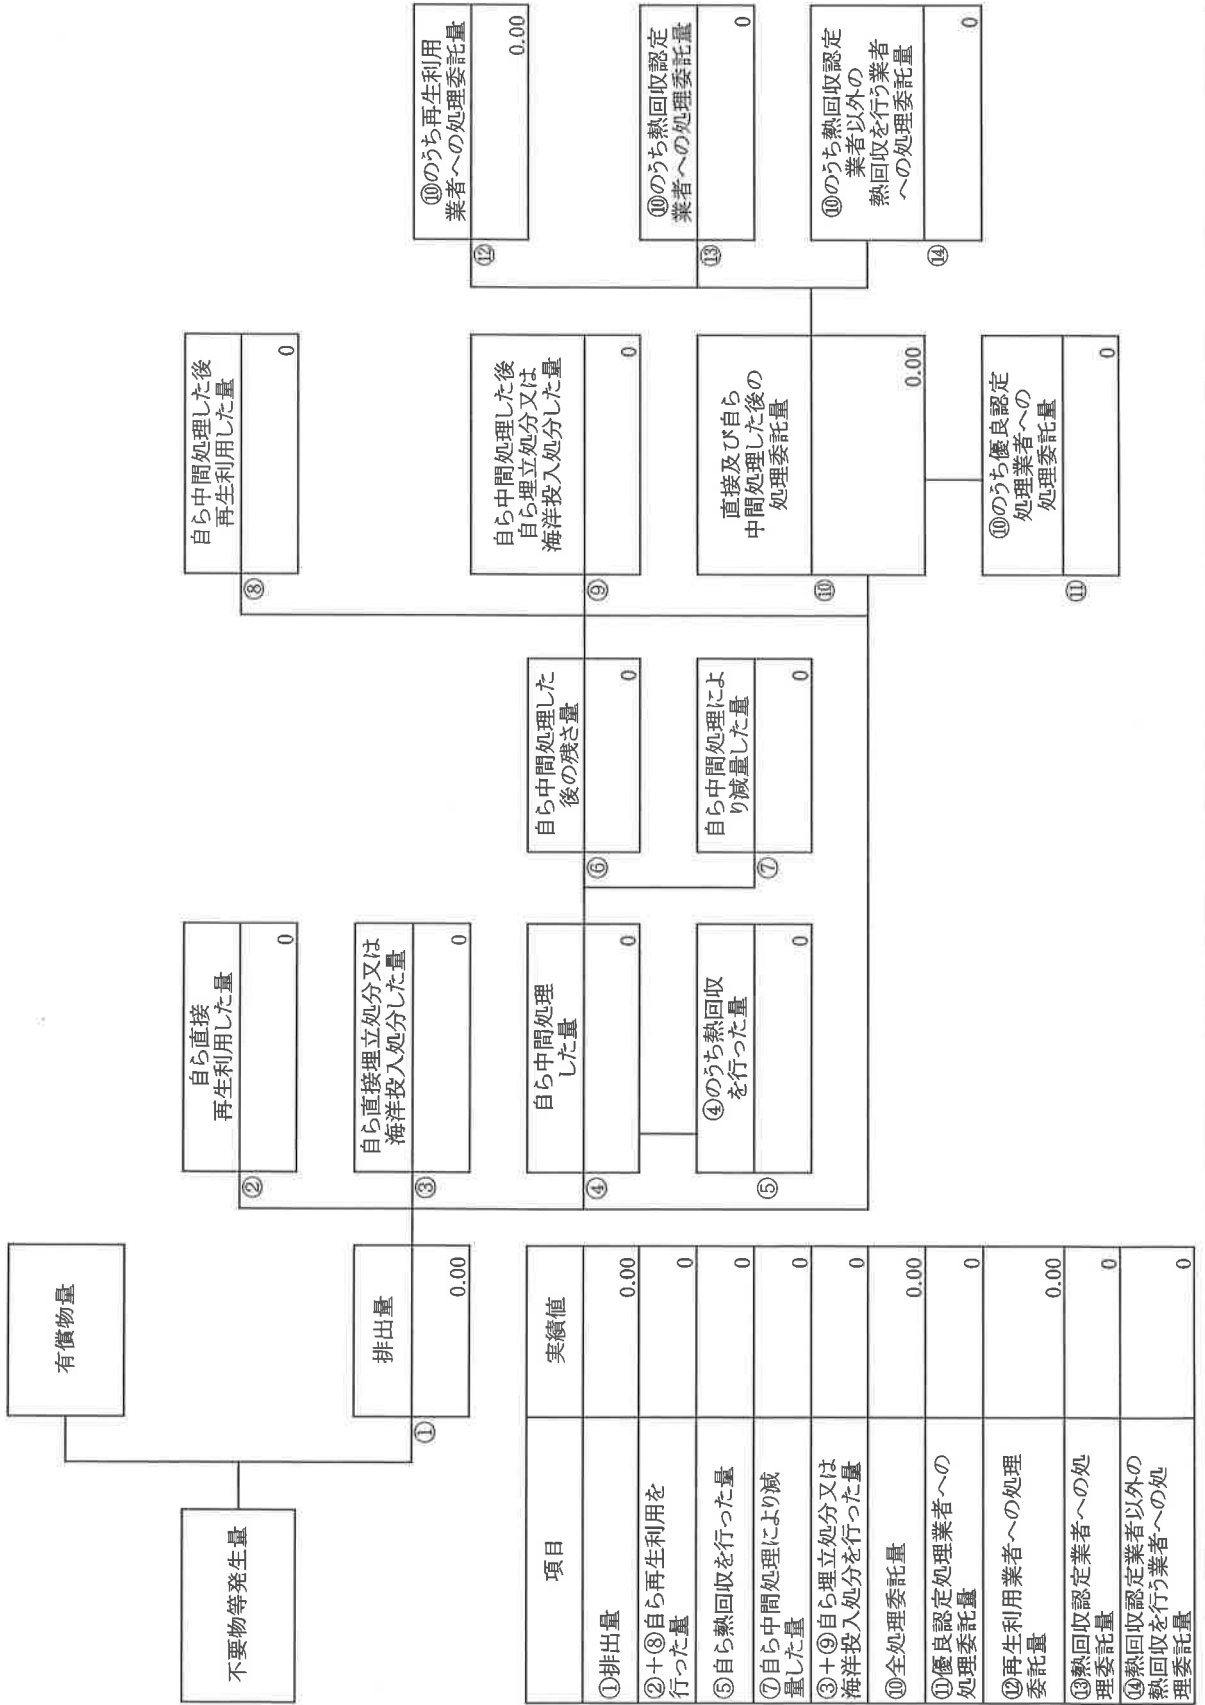 不要物等発生量
有償物量
排出量
①
0.00
自ら直接
再生利用した量
②
0
自ら直接埋立処分又は
海洋投入処分した量
③
0
自ら中間処理
した量
④
0
④のうち熱回収
を行った量
⑤
0
自ら中間処理した
後の残さ量
⑥
0
自ら中間処理によ
り減量した量
⑦
0
自ら中間処理した後
再生利用した量
⑧
0
自ら中間処理した後
自ら埋立処分又は
海洋投入処分した量
⑨
0
直接及び自ら
中間処理した後の
処理委託量
⑩
0.00
⑩のうち優良認定
処理業者への
処理委託量
⑪
0
⑩のうち再生利用
業者への処理委託量
⑫
0.00
⑩のうち熱回収認定
業者への処理委託量
⑬
0
⑩のうち熱回収認定
業者以外の
熱回収を行う業者
への処理委託量
⑭
0
項目
実績値
①排出量
0.00
②+⑧自ら再生利用を
行った量
0
⑤自ら熱回収を行った量
0
⑦自ら中間処理により減
量した量
0
③+⑨自ら埋立処分又は
海洋投入処分を行った量
0
⑩全処理委託量
0.00
⑪優良認定処理業者への
処理委託量
0
⑫再生利用業者への処理
委託量
0.00
⑬熱回収認定業者への処
理委託量
0
⑭熱回収認定業者以外の
熱回収を行う業者への処
理委託量
0